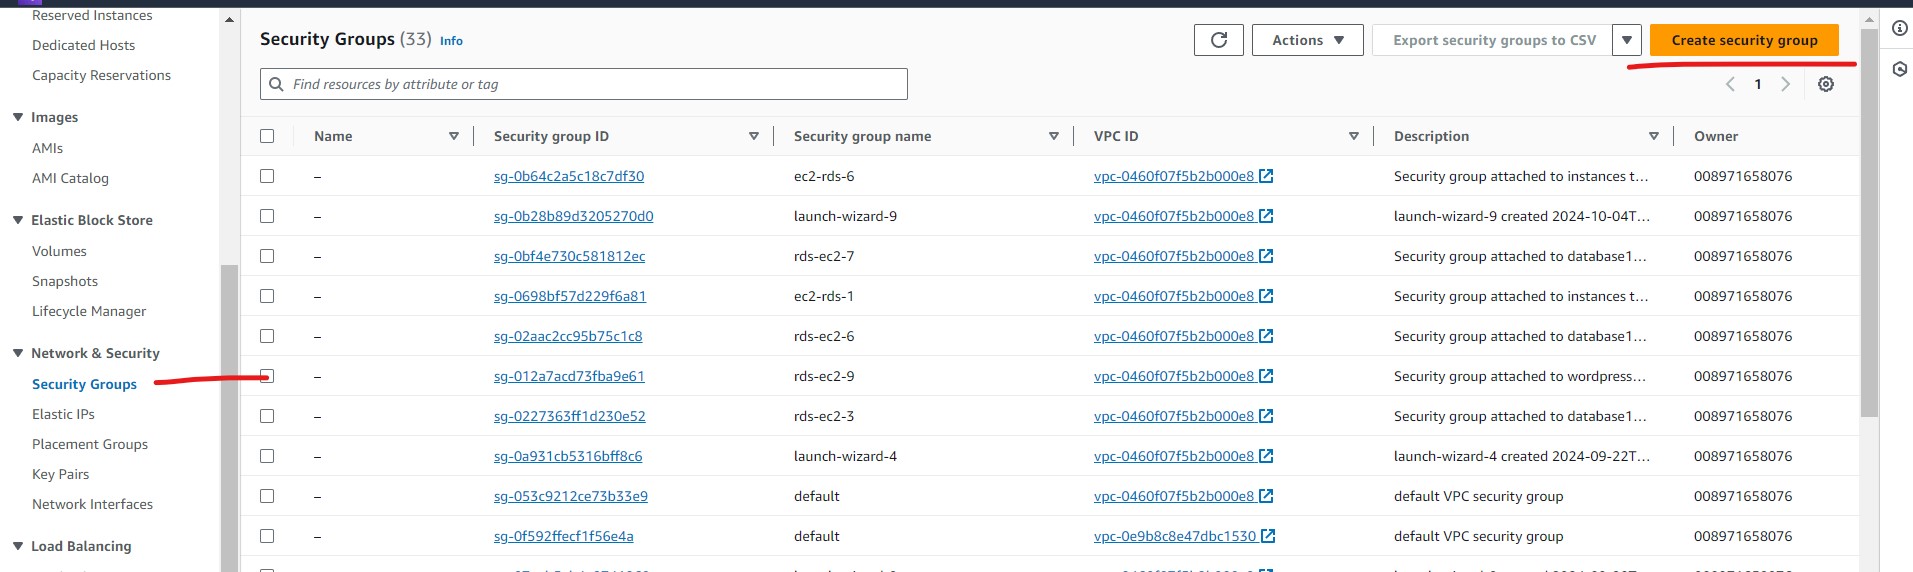 Reserved Instances
Dedicated Hosts
Capacity Reservations
Images
AMIs
AMI Catalog
Elastic Block Store
Volumes
Snapshots
Lifecycle Manager
Network & Security
Security Groups
Elastic IPs
Placement Groups
Key Pairs
Network Interfaces
Load Balancing
Security Groups (33) Info
Actions
Export security groups to CSV
Create security group
Find resources by attribute or tag
1
Name Security group ID Security group name VPC ID Description Owner
– sg-0b64c2a5c18c7df30 ec2-rds-6 vpc-0460f07f5b2b000e8 Security group attached to instances t... 008971658076
– sg-0b28b89d3205270d0 launch-wizard-9 vpc-0460f07f5b2b000e8 launch-wizard-9 created 2024-10-04T... 008971658076
– sg-0bf4e730c581812ec rds-ec2-7 vpc-0460f07f5b2b000e8 Security group attached to database1... 008971658076
– sg-0698bf57d229f6a81 ec2-rds-1 vpc-0460f07f5b2b000e8 Security group attached to instances t... 008971658076
– sg-02aac2cc95b75c1c8 rds-ec2-6 vpc-0460f07f5b2b000e8 Security group attached to database1... 008971658076
– sg-012a7acd73fba9e61 rds-ec2-9 vpc-0460f07f5b2b000e8 Security group attached to wordpress... 008971658076
– sg-0227363ff1d230e52 rds-ec2-3 vpc-0460f07f5b2b000e8 Security group attached to database1... 008971658076
– sg-0a931cb5316bff8c6 launch-wizard-4 vpc-0460f07f5b2b000e8 launch-wizard-4 created 2024-09-22T... 008971658076
– sg-053c9212ce73b33e9 default vpc-0460f07f5b2b000e8 default VPC security group 008971658076
– sg-0f592ffecf1f56e4a default vpc-0e9b8c8e47dbc1530 default VPC security group 008971658076